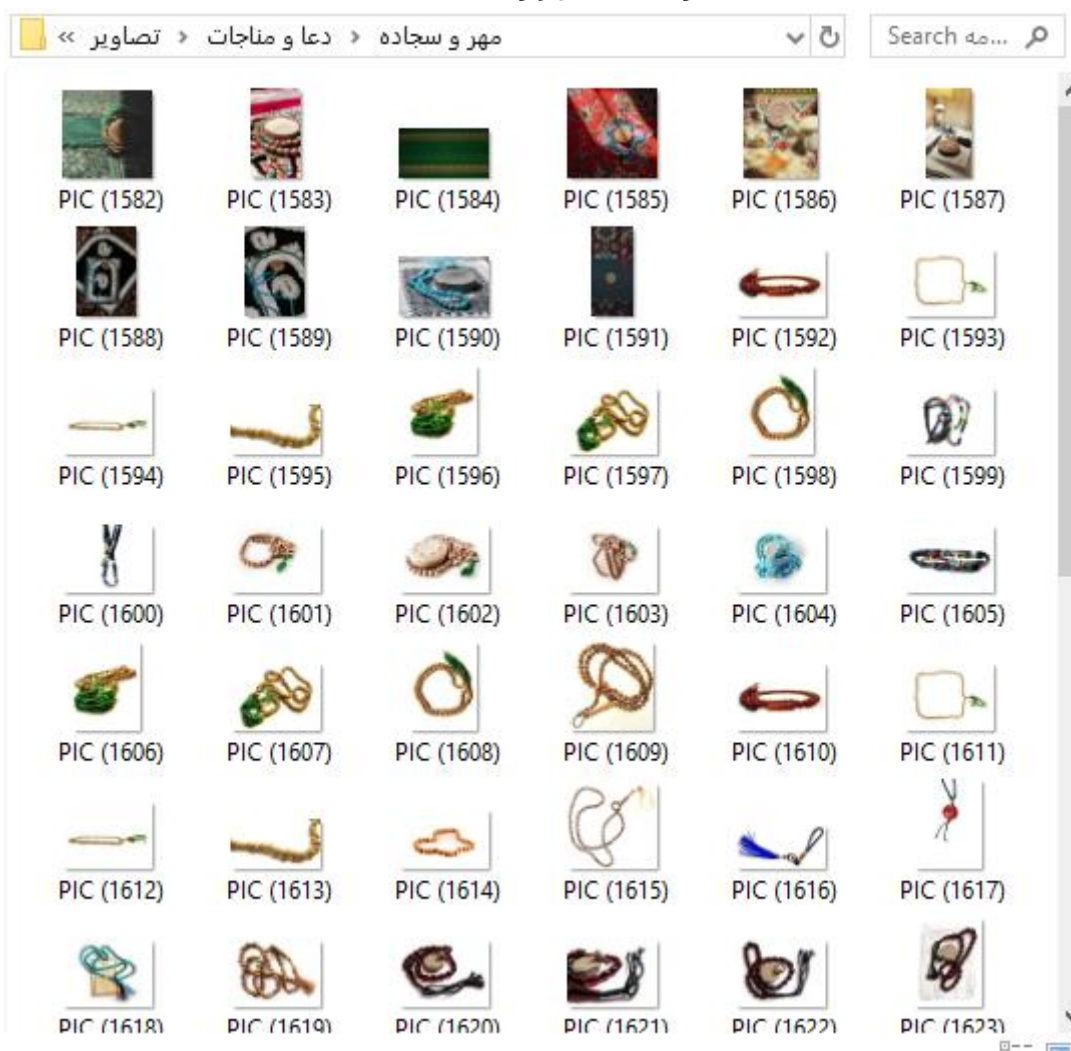 تصاویر › دعا و مناجات › مهر و سجاده
Search مه...
PIC (1582) PIC (1583) PIC (1584) PIC (1585) PIC (1586) PIC (1587)
PIC (1588) PIC (1589) PIC (1590) PIC (1591) PIC (1592) PIC (1593)
PIC (1594) PIC (1595) PIC (1596) PIC (1597) PIC (1598) PIC (1599)
PIC (1600) PIC (1601) PIC (1602) PIC (1603) PIC (1604) PIC (1605)
PIC (1606) PIC (1607) PIC (1608) PIC (1609) PIC (1610) PIC (1611)
PIC (1612) PIC (1613) PIC (1614) PIC (1615) PIC (1616) PIC (1617)
PIC (1618) PIC (1619) PIC (1620) PIC (1621) PIC (1622) PIC (1623)